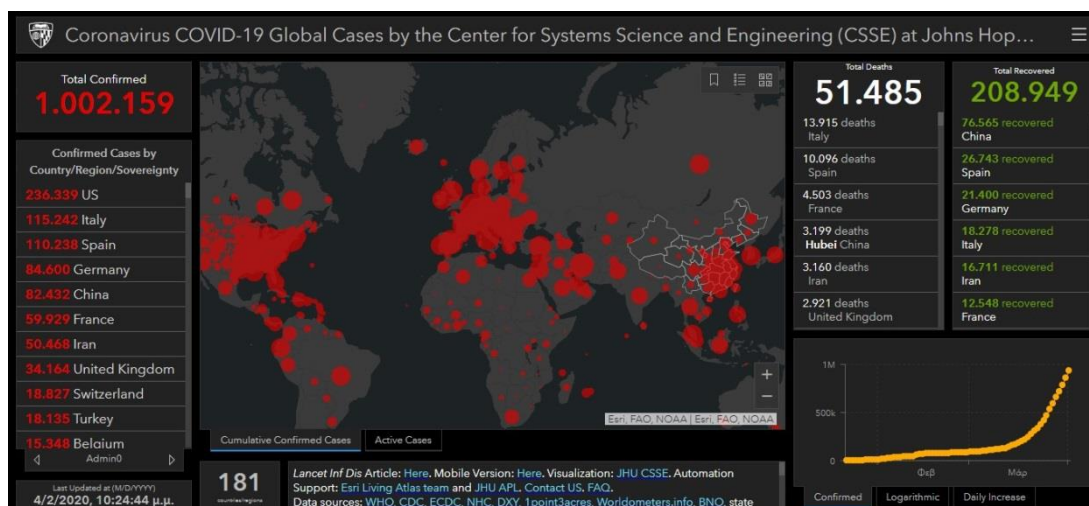 Coronavirus COVID-19 Global Cases by the Center for Systems Science and Engineering (CSSE) at Johns Hop...
Total Confirmed
1.002.159
Confirmed Cases by
Country/Region/Sovereignty
236.339 US
115.242 Italy
110.238 Spain
84.600 Germany
82.432 China
59.929 France
50.468 Iran
34.164 United Kingdom
18.827 Switzerland
18.135 Turkey
15.348 Belgium
Admin0
Last Updated at (M/D/YYYY)
4/2/2020, 10:24:44 μ.μ.
Esri, FAO, NOAA | Esri, FAO, NOAA
Cumulative Confirmed Cases
Active Cases
181
countries/regions
Lancet Inf Dis Article: Here. Mobile Version: Here. Visualization: JHU CSSE. Automation
Support: Esri Living Atlas team and JHU APL. Contact US. FAQ.
Data sources: WHO, CDC, ECDC, NHC, DXY, 1point3acres, Worldometers.info, BNO, state
Total Deaths
51.485
13.915 deaths
Italy
10.096 deaths
Spain
4.503 deaths
France
3.199 deaths
Hubei China
3.160 deaths
Iran
2.921 deaths
United Kingdom
Total Recovered
208.949
76.565 recovered
China
26.743 recovered
Spain
21.400 recovered
Germany
18.278 recovered
Italy
16.711 recovered
Iran
12.548 recovered
France
1M
500k
0
Φεβ
Μάρ
Confirmed
Logarithmic
Daily Increase